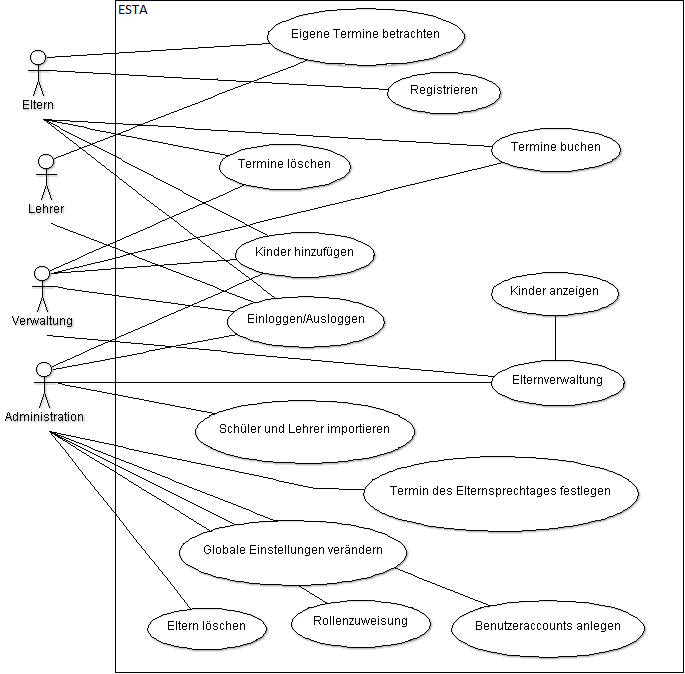 ESTA
Eigene Termine betrachten
Registrieren
Eltern
Termine buchen
Termine löschen
Lehrer
Kinder hinzufügen
Kinder anzeigen
Verwaltung
Einloggen/Ausloggen
Elternverwaltung
Administration
Schüler und Lehrer importieren
Termin des Elternsprechtages festlegen
Globale Einstellungen verändern
Eltern löschen
Rollenzuweisung
Benutzeraccounts anlegen